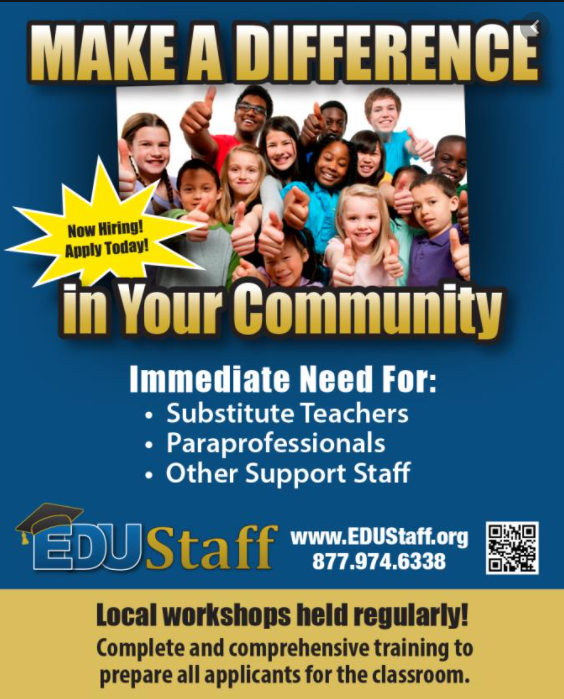 MAKE A DIFFERENCE
Now Hiring!
Apply Today!
in Your Community
Immediate Need For:
• Substitute Teachers
• Paraprofessionals
• Other Support Staff
EDUStaff
www.EDUStaff.org
877.974.6338
Local workshops held regularly!
Complete and comprehensive training to
prepare all applicants for the classroom.